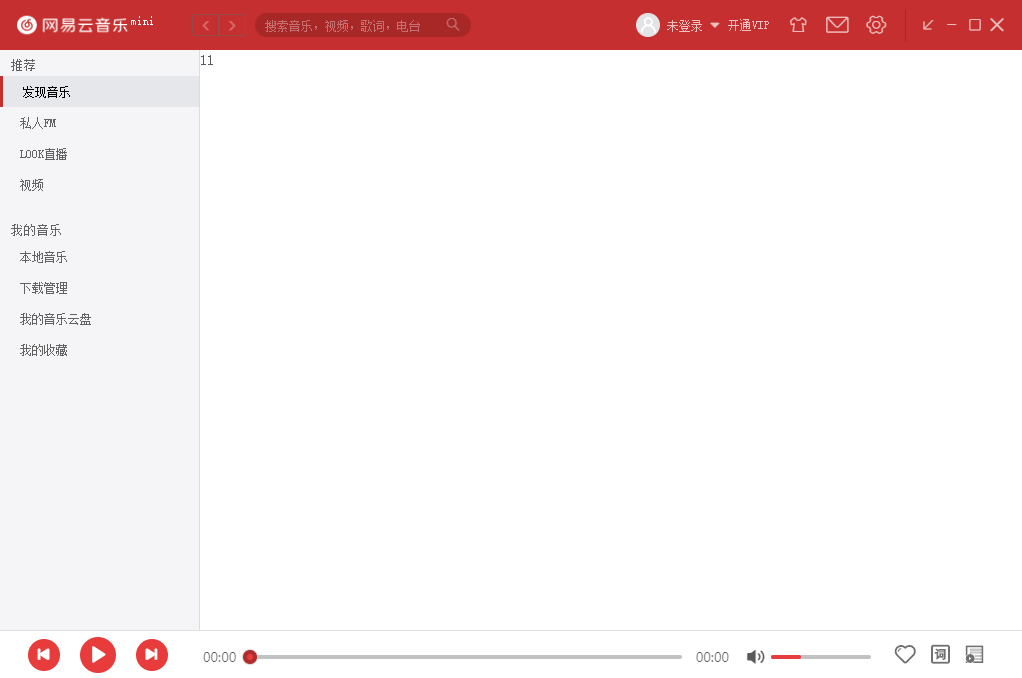 网易云音乐mini
搜索音乐，视频，歌词，电台
未登录
开通VIP
推荐
发现音乐
私人FM
LOOK直播
视频
我的音乐
本地音乐
下载管理
我的音乐云盘
我的收藏
11
00:00
00:00
词